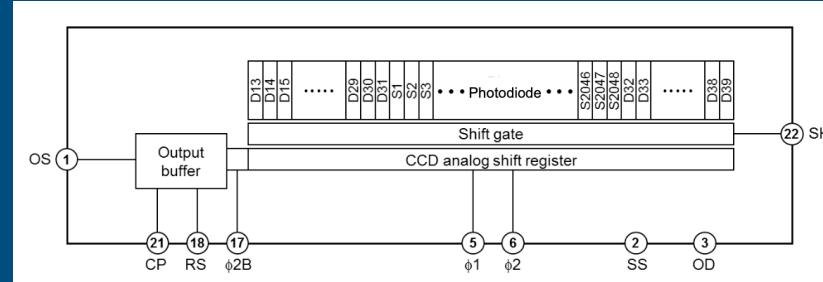 D13 D14 D15 ····· D29 D30 D31 S1 S2 S3 ••• Photodiode ••• S2046 S2047 S2048 D32 D33 ····· D38 D39
Shift gate
22
OS 1
Output
buffer
CCD analog shift register
21 18 17 5 6 2 3
CP RS ϕ2B ϕ1 ϕ2 SS OD